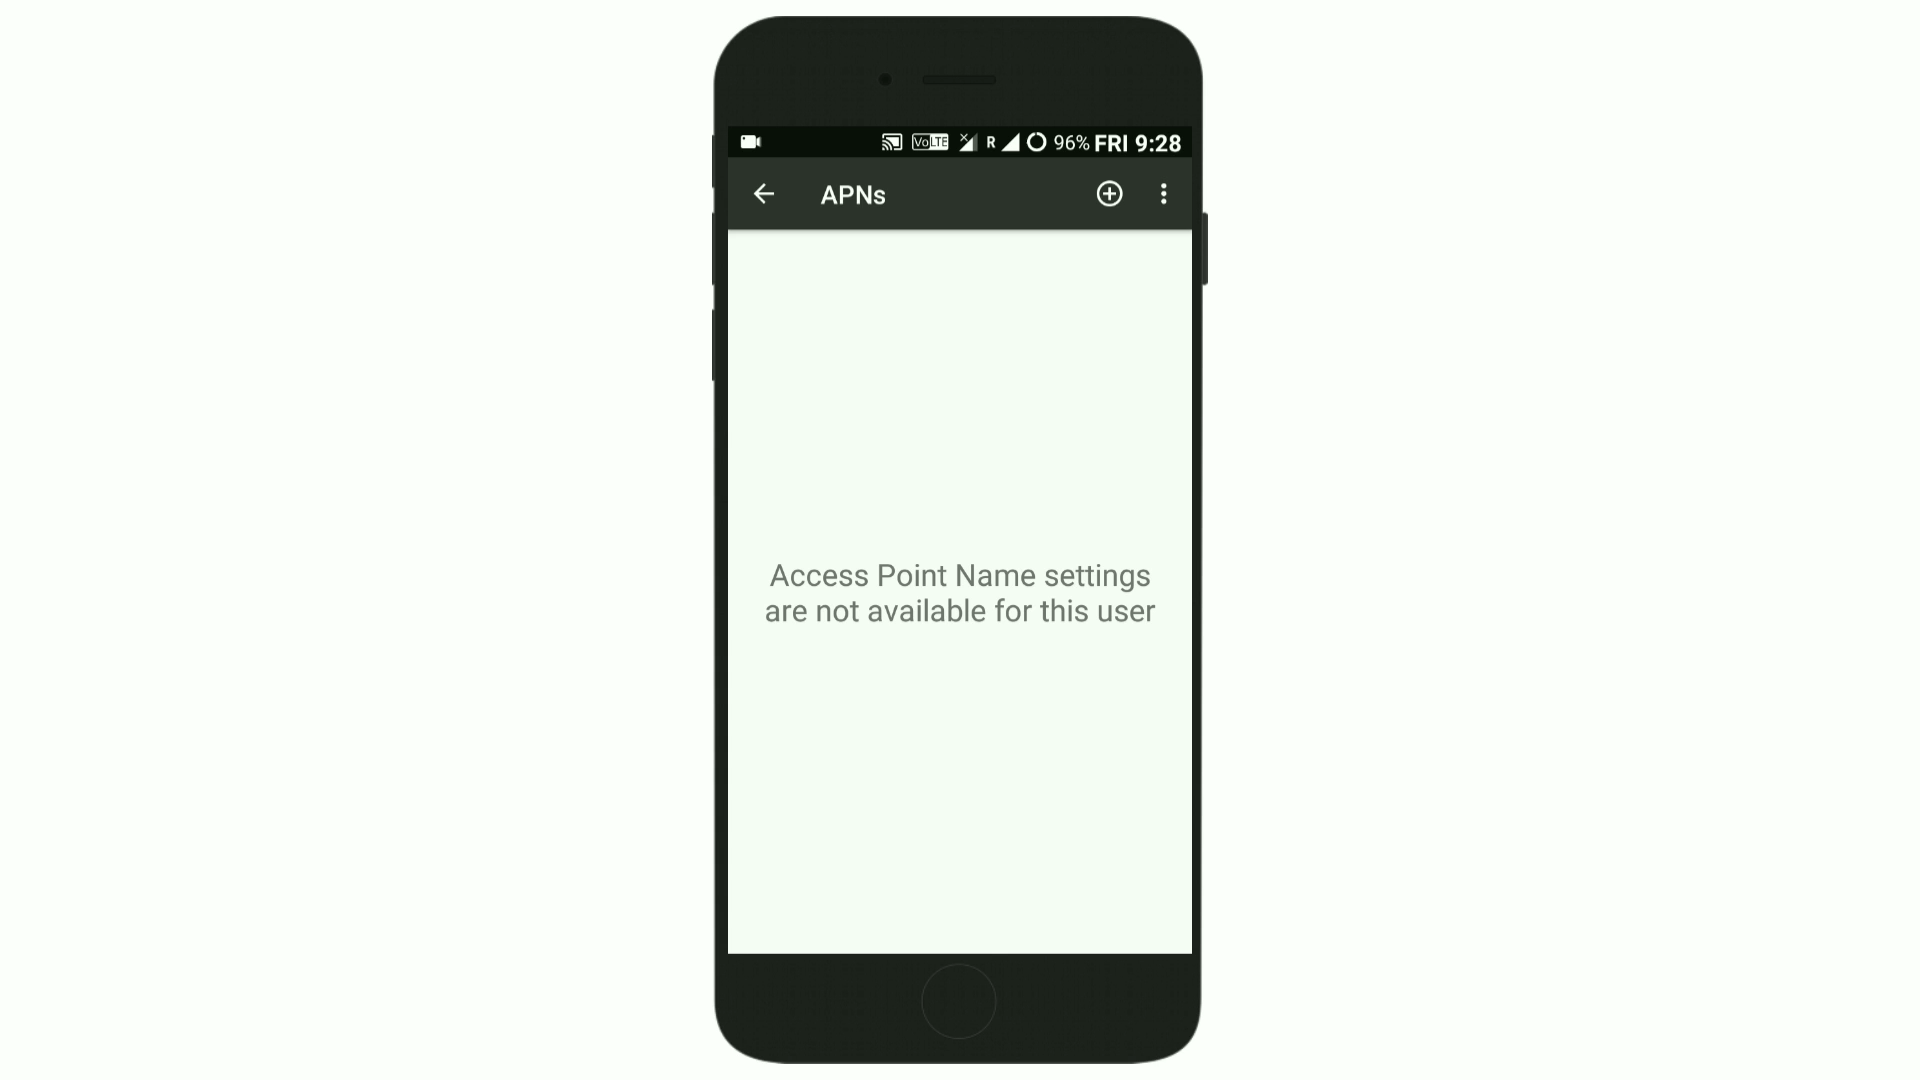 VoLTE R 96% FRI 9:28
APNs
Access Point Name settings
are not available for this user